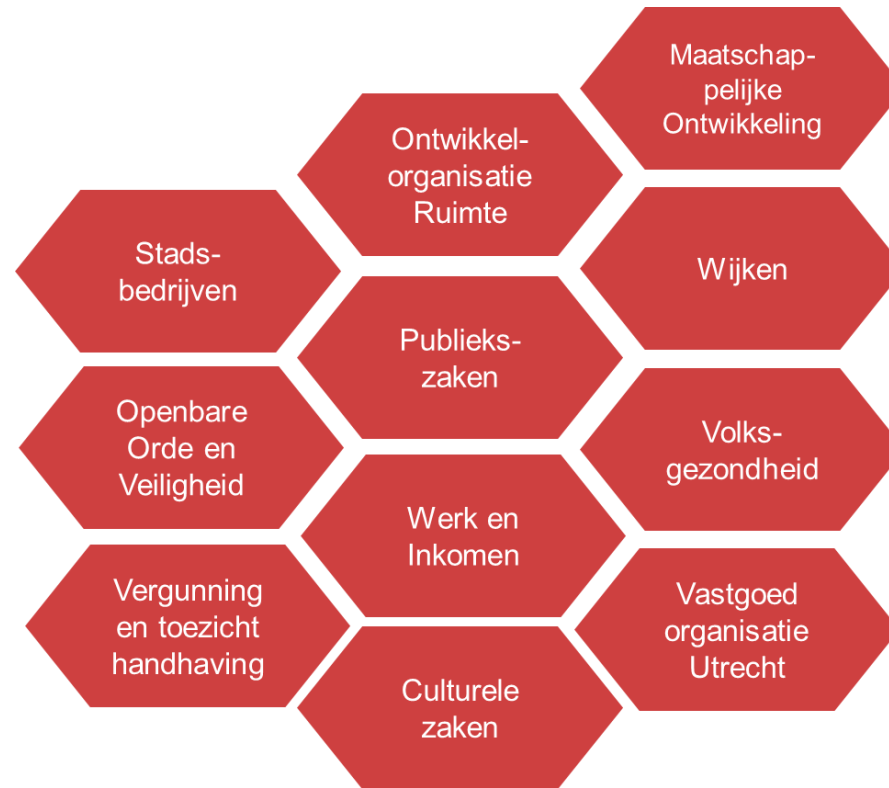 Maatschap-
pelijke
Ontwikkeling
Ontwikkel-
organisatie
Ruimte
Stads-
bedrijven
Wijken
Publieks-
zaken
Openbare
Orde en
Veiligheid
Volks-
gezondheid
Werk en
Inkomen
Vergunning
en toezicht
handhaving
Vastgoed
organisatie
Utrecht
Culturele
zaken